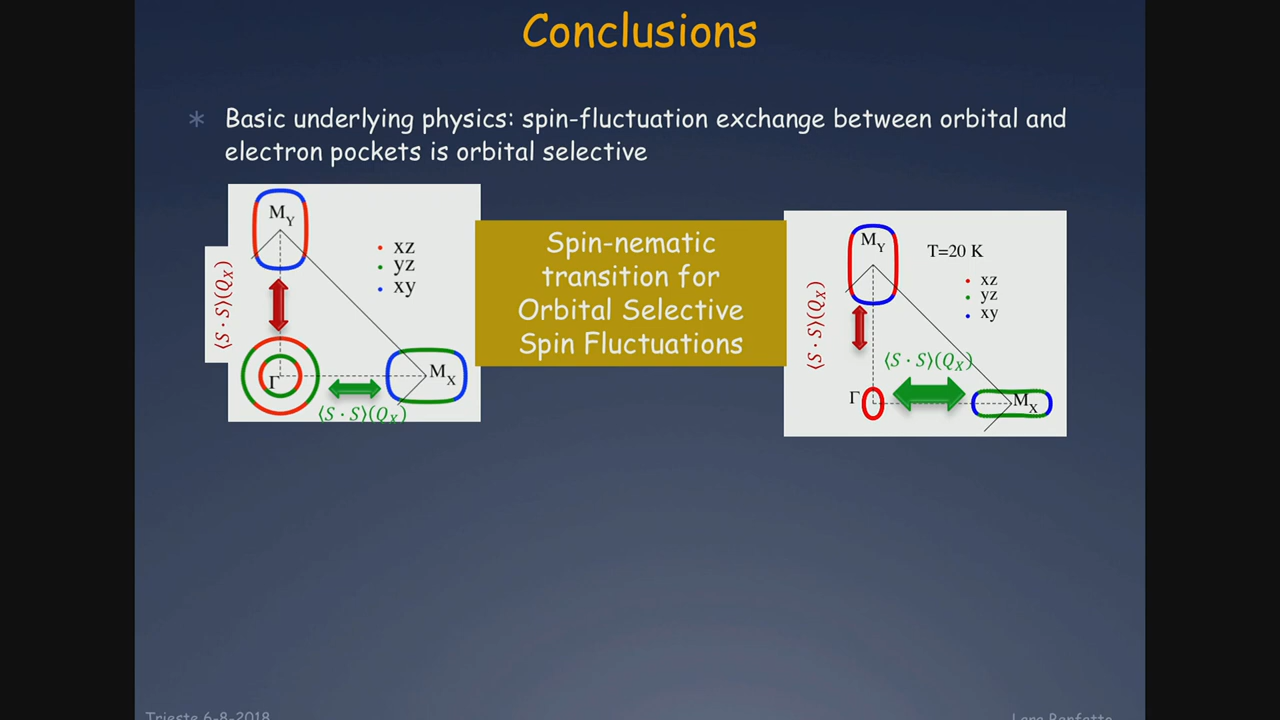 Conclusions
* Basic underlying physics: spin-fluctuation exchange between orbital and
electron pockets is orbital selective
M_Y
xz
yz
xy
⟨S · S⟩(Q_X)
Γ
M_X
⟨S · S⟩(Q_X)
Spin-nematic
transition for
Orbital Selective
Spin Fluctuations
M_Y
T=20 K
xz
yz
xy
⟨S · S⟩(Q_X)
⟨S · S⟩(Q_X)
Γ
M_X
Trieste 6-8-2018
Lara Benfatto